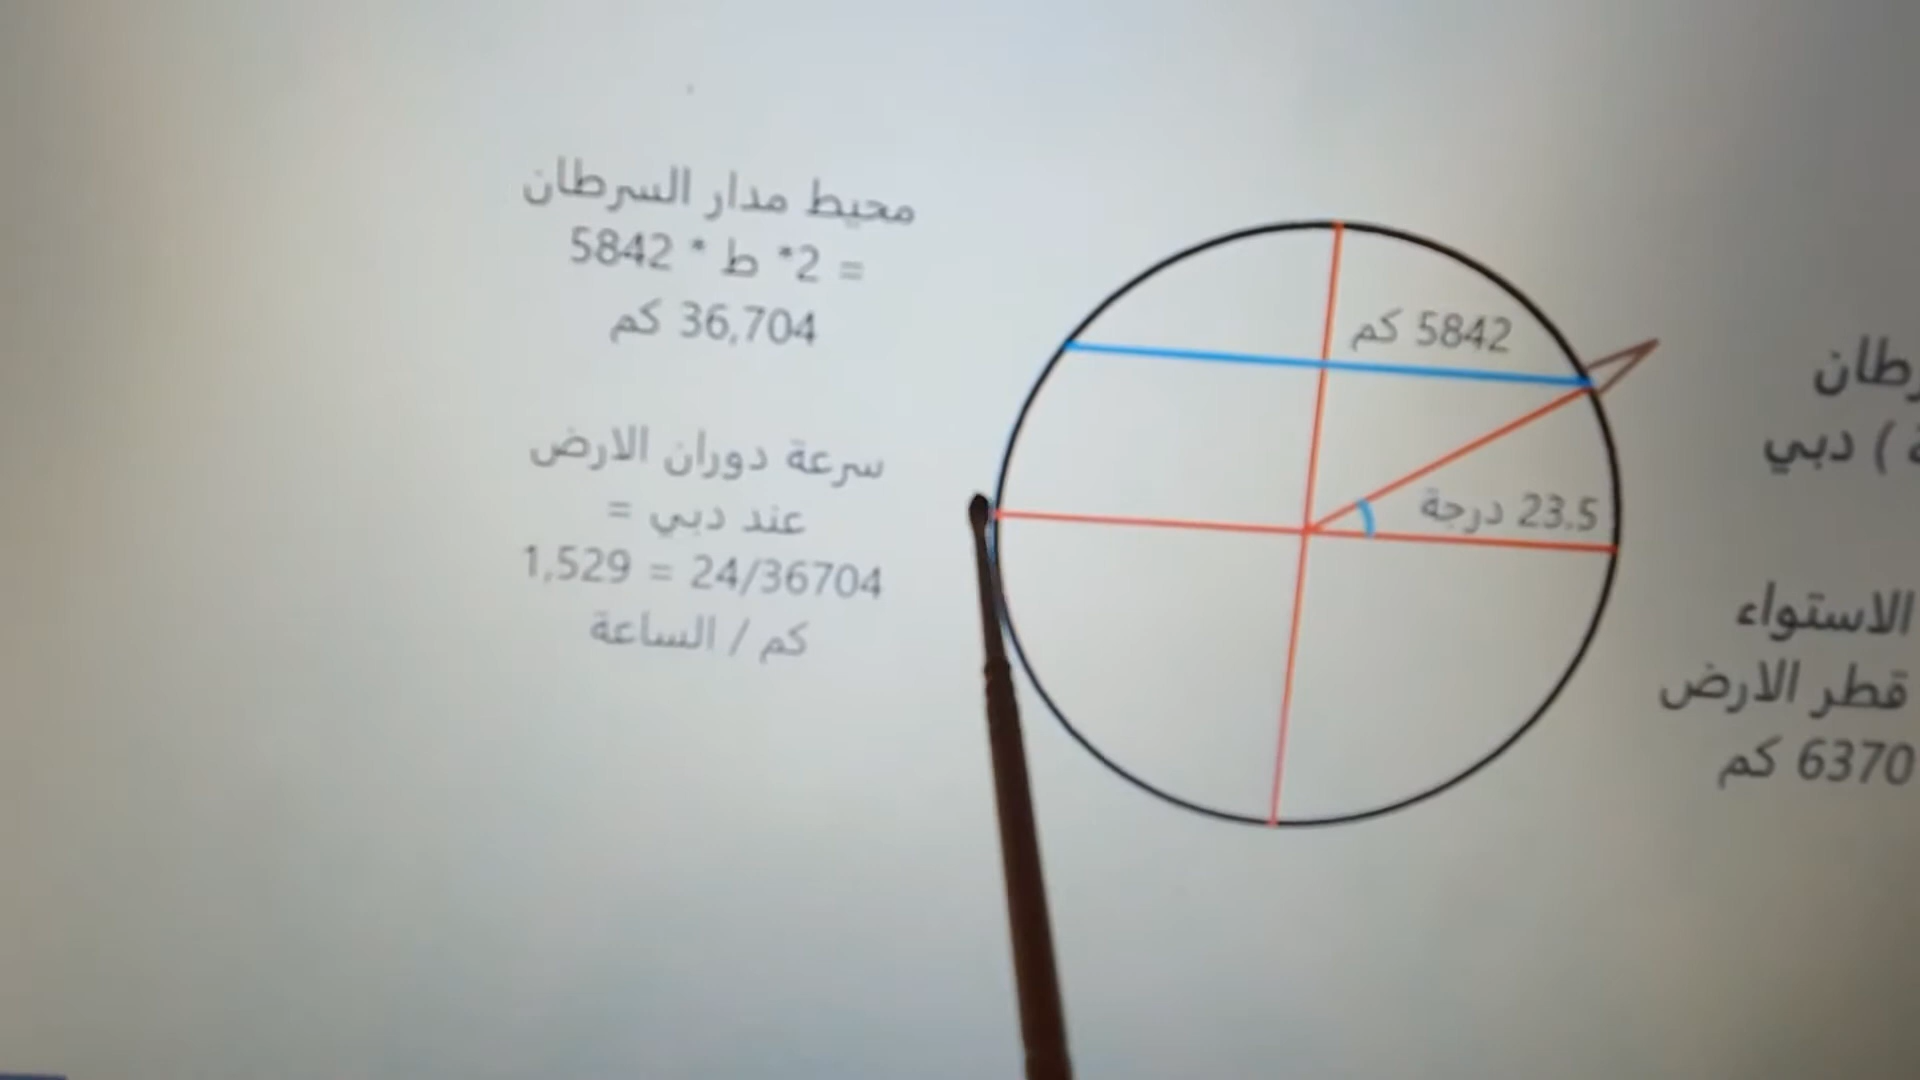 محيط مدار السرطان
= 2* ط * 5842
36,704 كم
سرعة دوران الارض
عند دبي =
24/36704 = 1,529
كم / الساعة
5842 كم
23.5 درجة
) دبي
الاستواء
قطر الارض
6370 كم